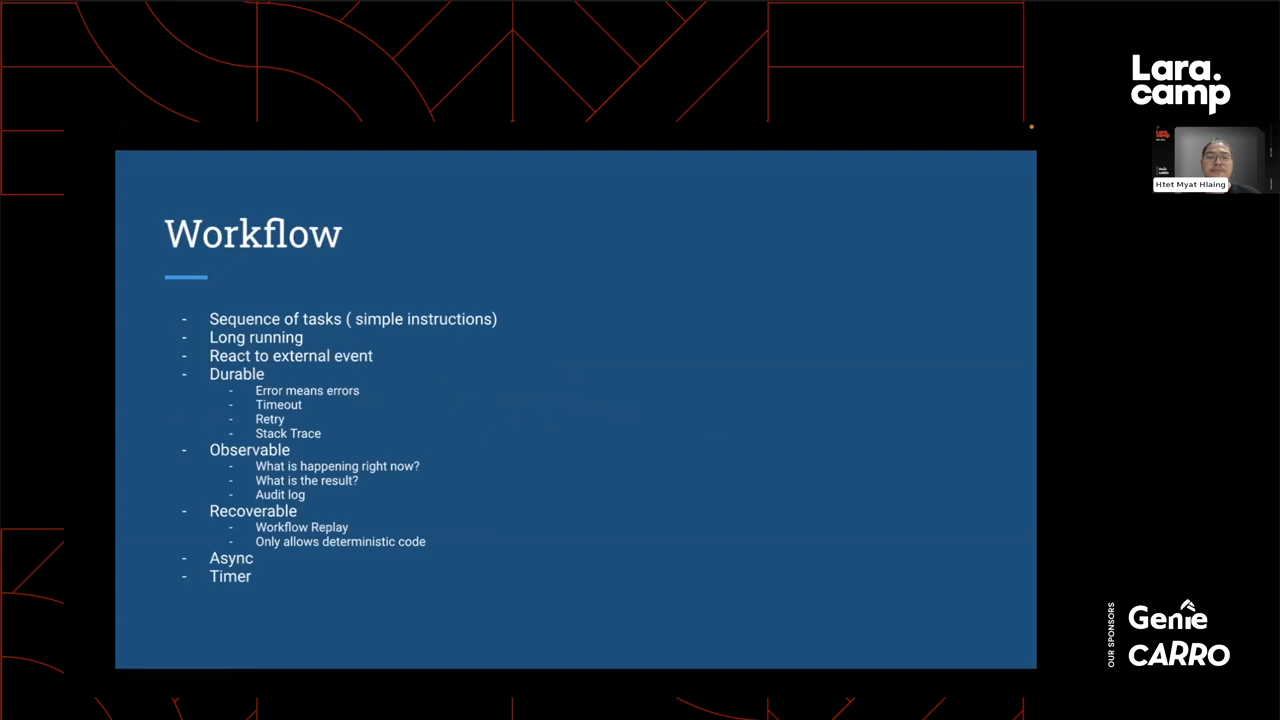 Lara.
camp
Htet Myat Hlaing
Workflow
- Sequence of tasks ( simple instructions)
- Long running
- React to external event
- Durable
- Error means errors
- Timeout
- Retry
- Stack Trace
- Observable
- What is happening right now?
- What is the result?
- Audit log
- Recoverable
- Workflow Replay
- Only allows deterministic code
- Async
- Timer
OUR SPONSORS
Genie
CARRO